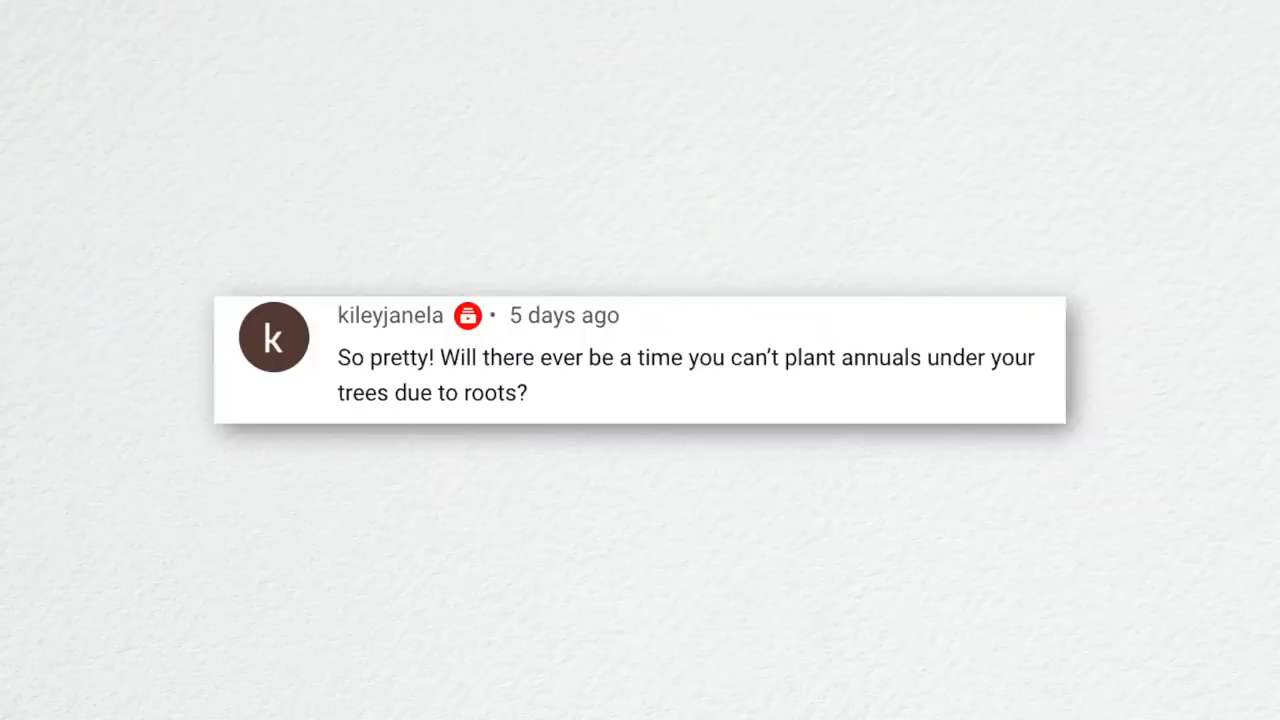 k
kileyjanela • 5 days ago
So pretty! Will there ever be a time you can’t plant annuals under your
trees due to roots?